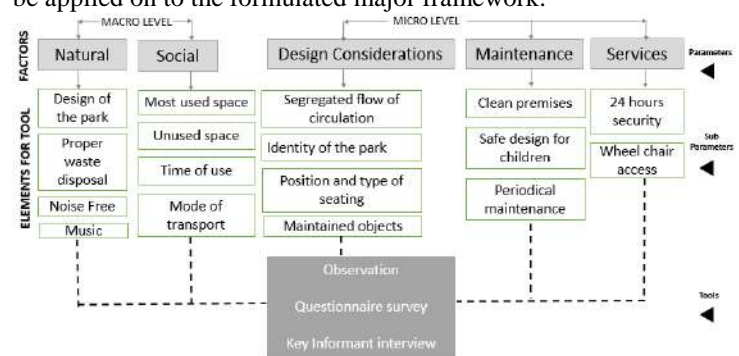 be applied on to the formulated major framework.
MACRO LEVEL
MICRO LEVEL
FACTORS
Natural
Social
Design Considerations
Maintenance
Services
Parameters
ELEMENTS FOR TOOL
Design of
the park
Proper
waste
disposal
Noise Free
Music
Most used space
Unused space
Time of use
Mode of
transport
Segregated flow of
circulation
Identity of the park
Position and type of
seating
Maintained objects
Clean premises
Safe design for
children
Periodical
maintenance
24 hours
security
Wheel chair
access
Sub
Parameters
Observation
Questionnaire survey
Key Informant interview
Tools